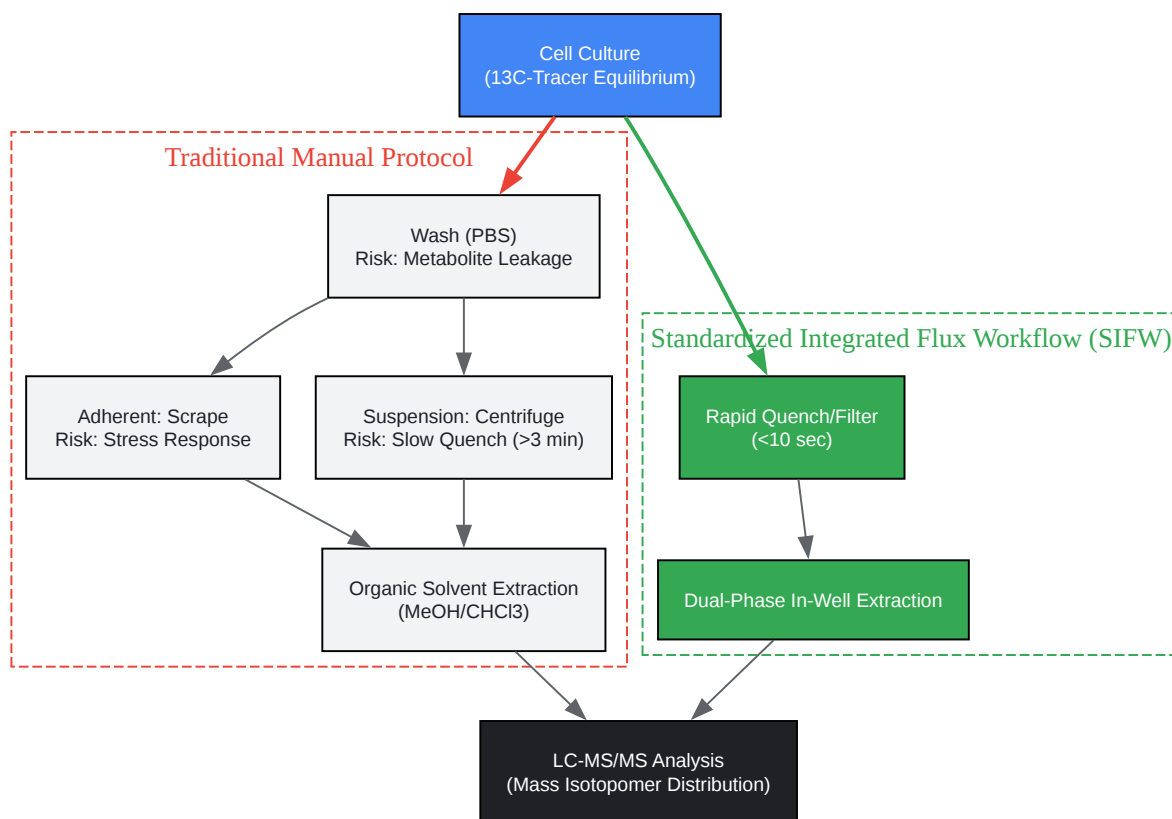 Cell Culture
(13C-Tracer Equilibrium)
Traditional Manual Protocol
Wash (PBS)
Risk: Metabolite Leakage
Adherent: Scrape
Risk: Stress Response
Suspension: Centrifuge
Risk: Slow Quench (>3 min)
Organic Solvent Extraction
(MeOH/CHCl3)
Standardized Integrated Flux Workflow (SIFW)
Rapid Quench/Filter
(<10 sec)
Dual-Phase In-Well Extraction
LC-MS/MS Analysis
(Mass Isotopomer Distribution)